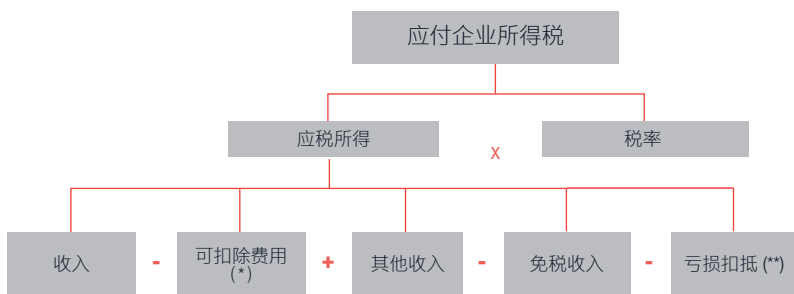 应付企业所得税
应税所得
X
税率
收入
-
可扣除费用
(*)
+
其他收入
-
免税收入
-
亏损扣抵 (**)